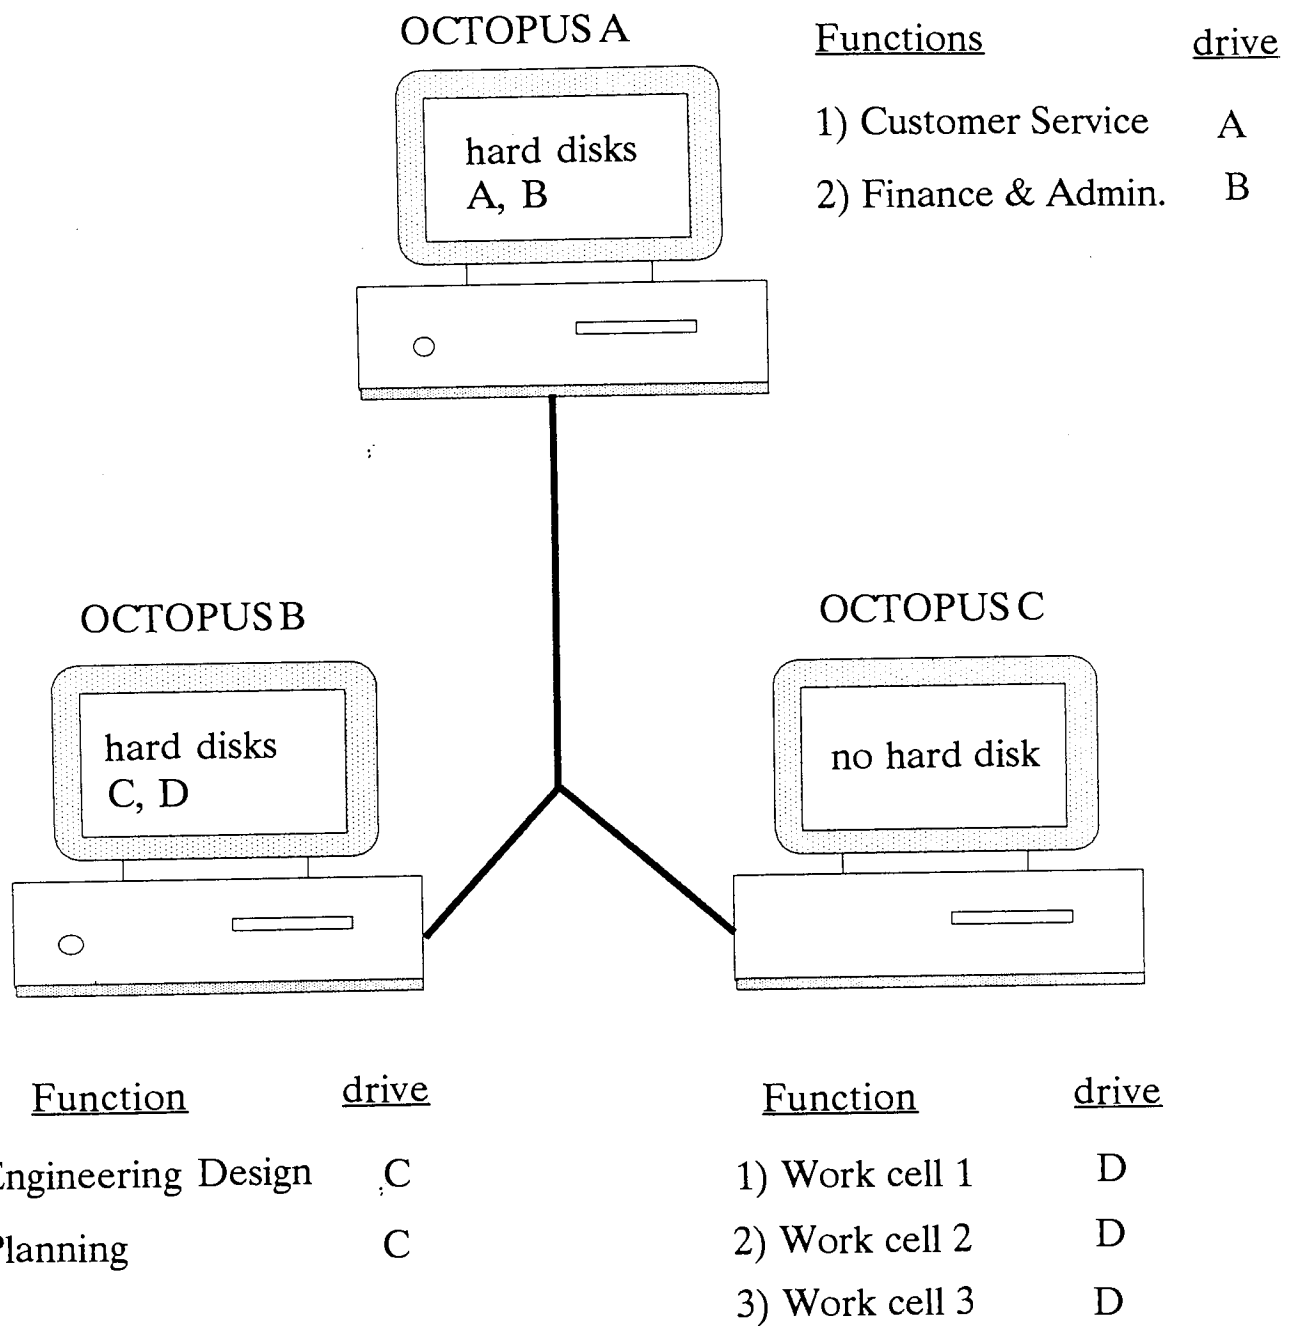 OCTOPUS A
Functions drive
1) Customer Service A
2) Finance & Admin. B
hard disks
A, B
OCTOPUS B
hard disks
C, D
OCTOPUS C
no hard disk
Function drive
Engineering Design C
Planning C
Function drive
1) Work cell 1 D
2) Work cell 2 D
3) Work cell 3 D